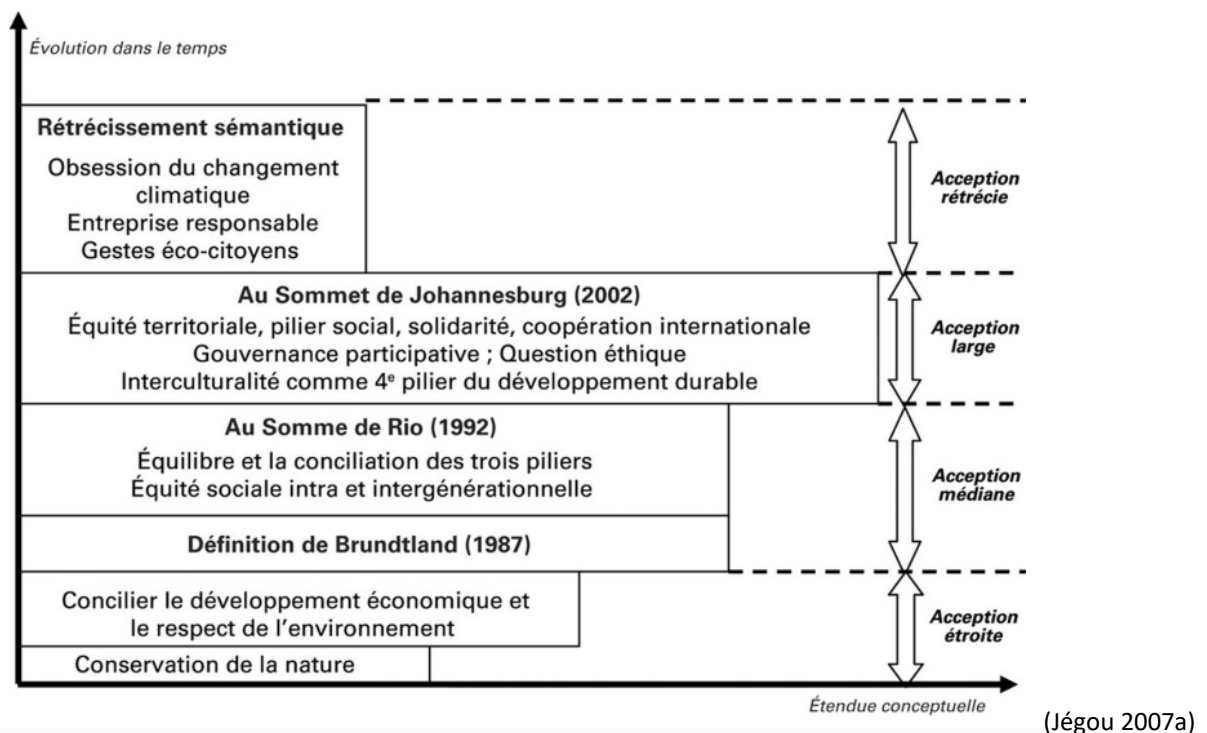 Évolution dans le temps
Rétrécissement sémantique
Obsession du changement
climatique
Entreprise responsable
Gestes éco-citoyens
Acception
rétrécie
Au Sommet de Johannesburg (2002)
Équité territoriale, pilier social, solidarité, coopération internationale
Gouvernance participative ; Question éthique
Interculturalité comme 4e pilier du développement durable
Acception
large
Au Somme de Rio (1992)
Équilibre et la conciliation des trois piliers
Équité sociale intra et intergénérationnelle
Acception
médiane
Définition de Brundtland (1987)
Concilier le développement économique et
le respect de l'environnement
Acception
étroite
Conservation de la nature
Étendue conceptuelle
(Jégou 2007a)